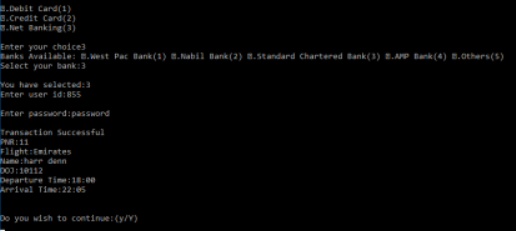 ⍰.Debit Card(1)
⍰.Credit Card(2)
⍰.Net Banking(3)
Enter your choice3
Banks Available: ⍰.West Pac Bank(1) ⍰.Nabil Bank(2) ⍰.Standard Chartered Bank(3) ⍰.AMP Bank(4) ⍰.Others(5)
Select your bank:3
You have selected:3
Enter user id:855
Enter password:password
Transaction Successful
PNR:11
Flight:Emirates
Name:harr denn
DOJ:10112
Departure Time:18:00
Arrival Time:22:05
Do you wish to continue:(y/Y)